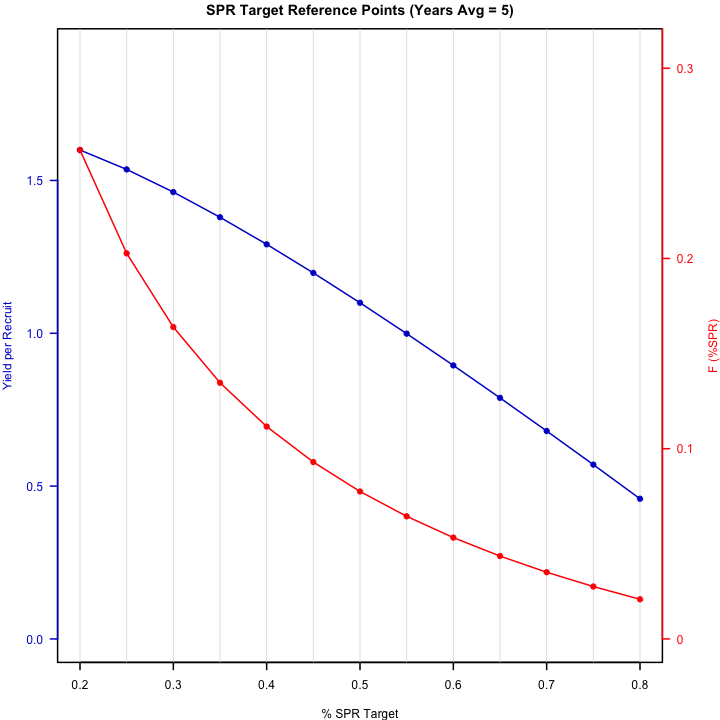 SPR Target Reference Points (Years Avg = 5)
Yield per Recruit
1.5
1.0
0.5
0.0
0.3
0.2
0.1
0
F (%SPR)
0.2 0.3 0.4 0.5 0.6 0.7 0.8
% SPR Target